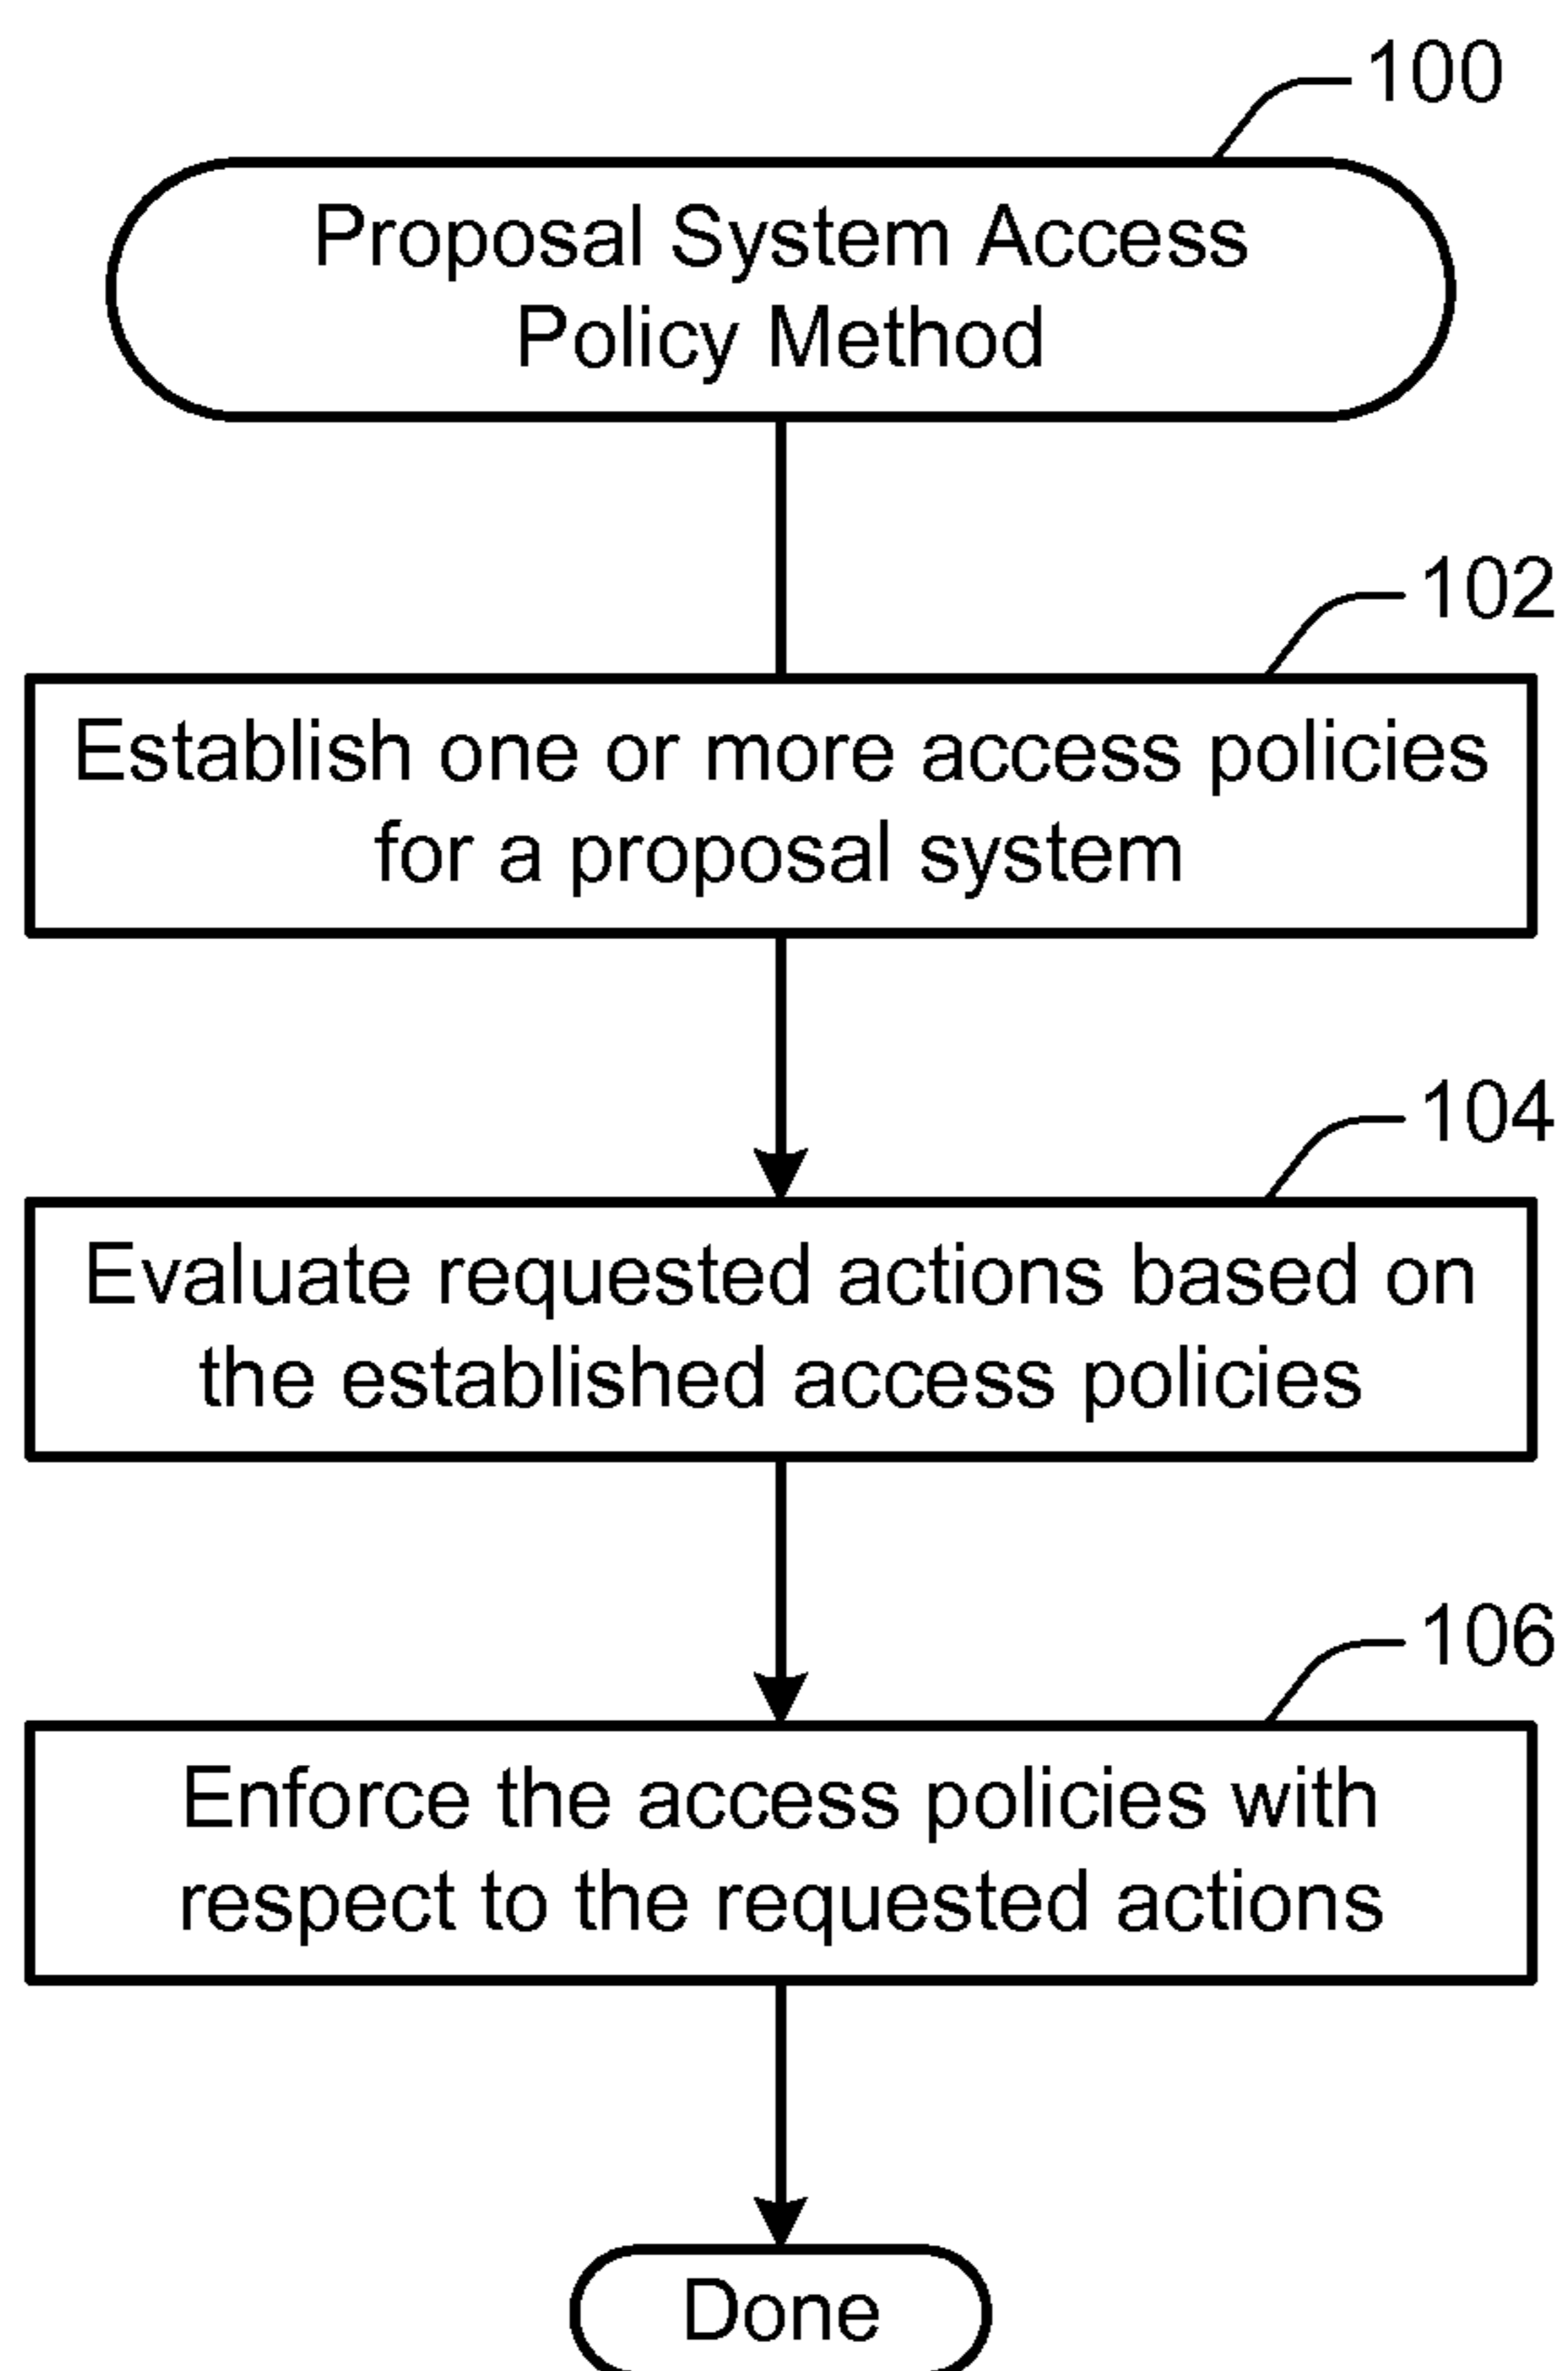 100
Proposal System Access
Policy Method
102
Establish one or more access policies
for a proposal system
104
Evaluate requested actions based on
the established access policies
106
Enforce the access policies with
respect to the requested actions
Done